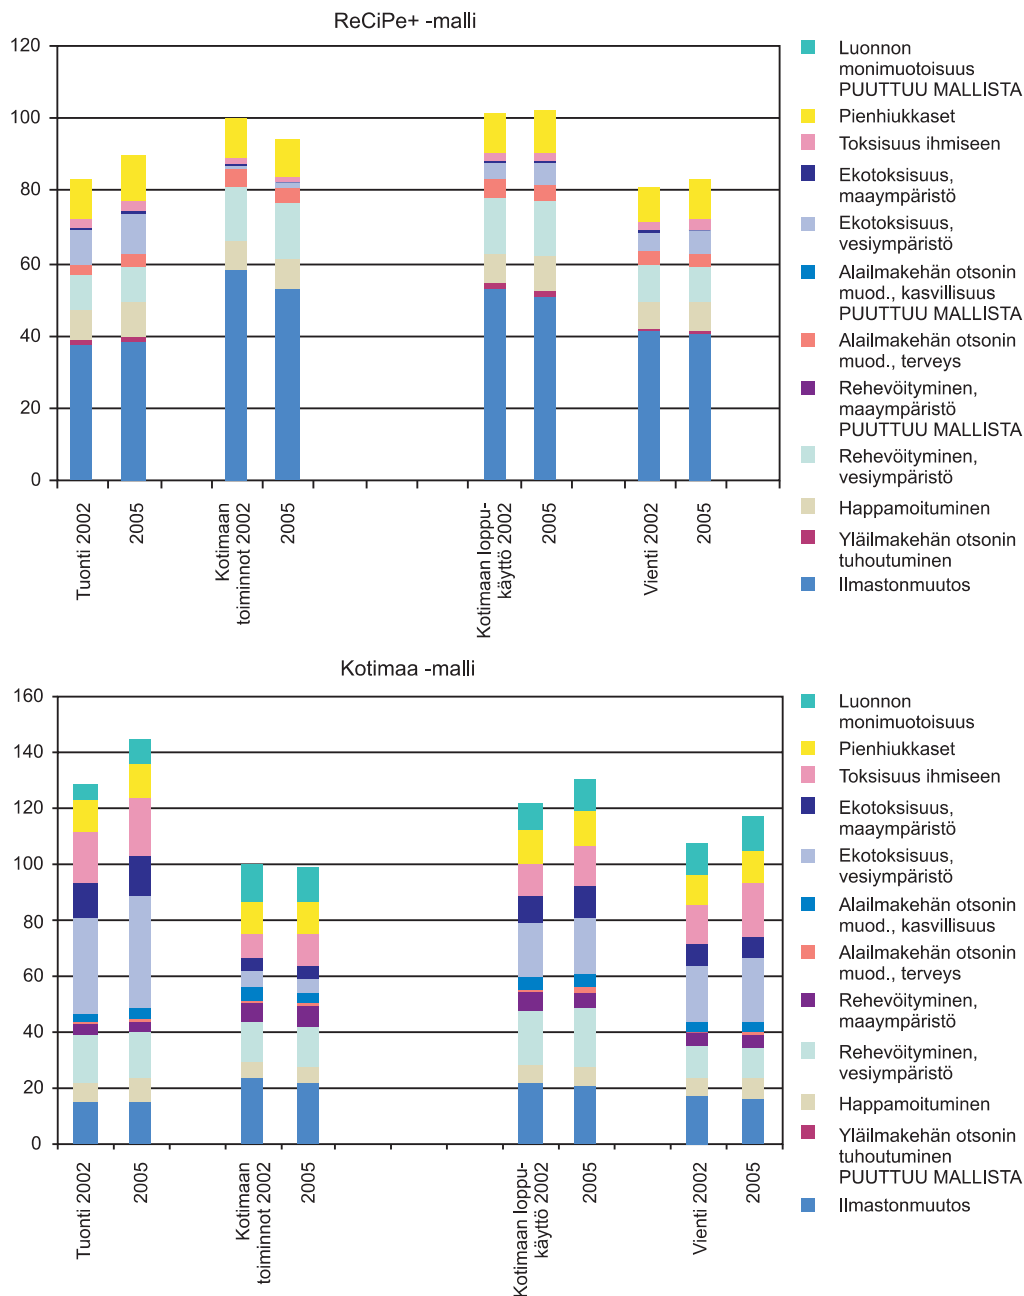 ReCiPe+ -malli
120
100
80
60
40
20
0
Tuonti 2002
2005
Kotimaan
toiminnot 2002
2005
Kotimaan loppu-
käyttö 2002
2005
Vienti 2002
2005
Luonnon
monimuotoisuus
PUUTTUU MALLISTA
Pienhiukkaset
Toksisuus ihmiseen
Ekotoksisuus,
maaympäristö
Ekotoksisuus,
vesiympäristö
Alailmakehän otsonin
muod., kasvillisuus
PUUTTUU MALLISTA
Alailmakehän otsonin
muod., terveys
Rehevöityminen,
maaympäristö
PUUTTUU MALLISTA
Rehevöityminen,
vesiympäristö
Happamoituminen
Yläilmakehän otsonin
tuhoutuminen
Ilmastonmuutos
Kotimaa -malli
160
140
120
100
80
60
40
20
0
Tuonti 2002
2005
Kotimaan
toiminnot 2002
2005
Kotimaan loppu-
käyttö 2002
2005
Vienti 2002
2005
Luonnon
monimuotoisuus
Pienhiukkaset
Toksisuus ihmiseen
Ekotoksisuus,
maaympäristö
Ekotoksisuus,
vesiympäristö
Alailmakehän otsonin
muod., kasvillisuus
Alailmakehän otsonin
muod., terveys
Rehevöityminen,
maaympäristö
Rehevöityminen,
vesiympäristö
Happamoituminen
Yläilmakehän otsonin
tuhoutuminen
PUUTTUU MALLISTA
Ilmastonmuutos